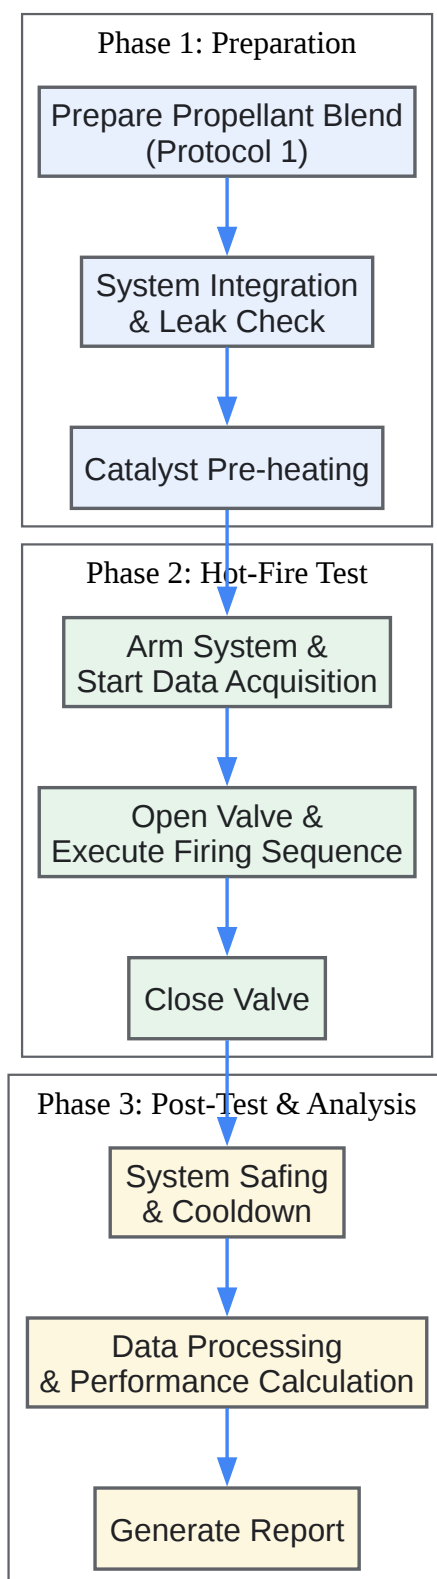 Phase 1: Preparation
Prepare Propellant Blend
(Protocol 1)
System Integration
& Leak Check
Catalyst Pre-heating
Phase 2: Hot-Fire Test
Arm System &
Start Data Acquisition
Open Valve &
Execute Firing Sequence
Close Valve
Phase 3: Post-Test & Analysis
System Safing
& Cooldown
Data Processing
& Performance Calculation
Generate Report